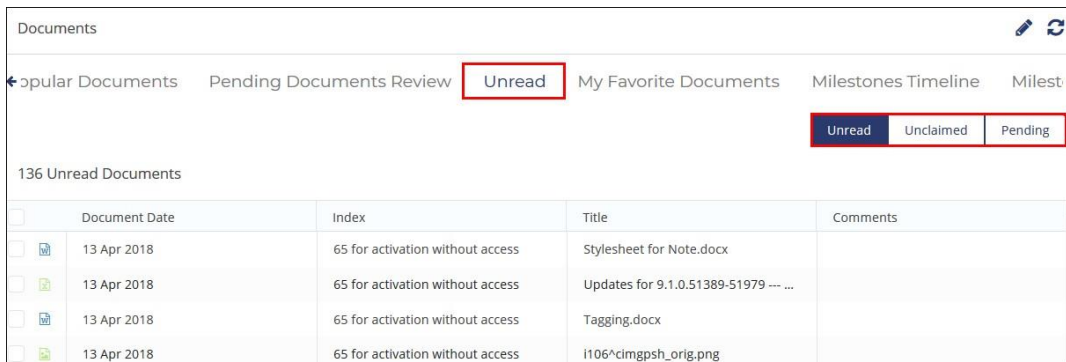 Documents
opular Documents Pending Documents Review Unread My Favorite Documents Milestones Timeline Milest
Unread Unclaimed Pending
136 Unread Documents
Document Date Index Title Comments
13 Apr 2018 65 for activation without access Stylesheet for Note.docx
13 Apr 2018 65 for activation without access Updates for 9.1.0.51389-51979 --- ...
13 Apr 2018 65 for activation without access Tagging.docx
13 Apr 2018 65 for activation without access i106^cimgpsh_orig.png